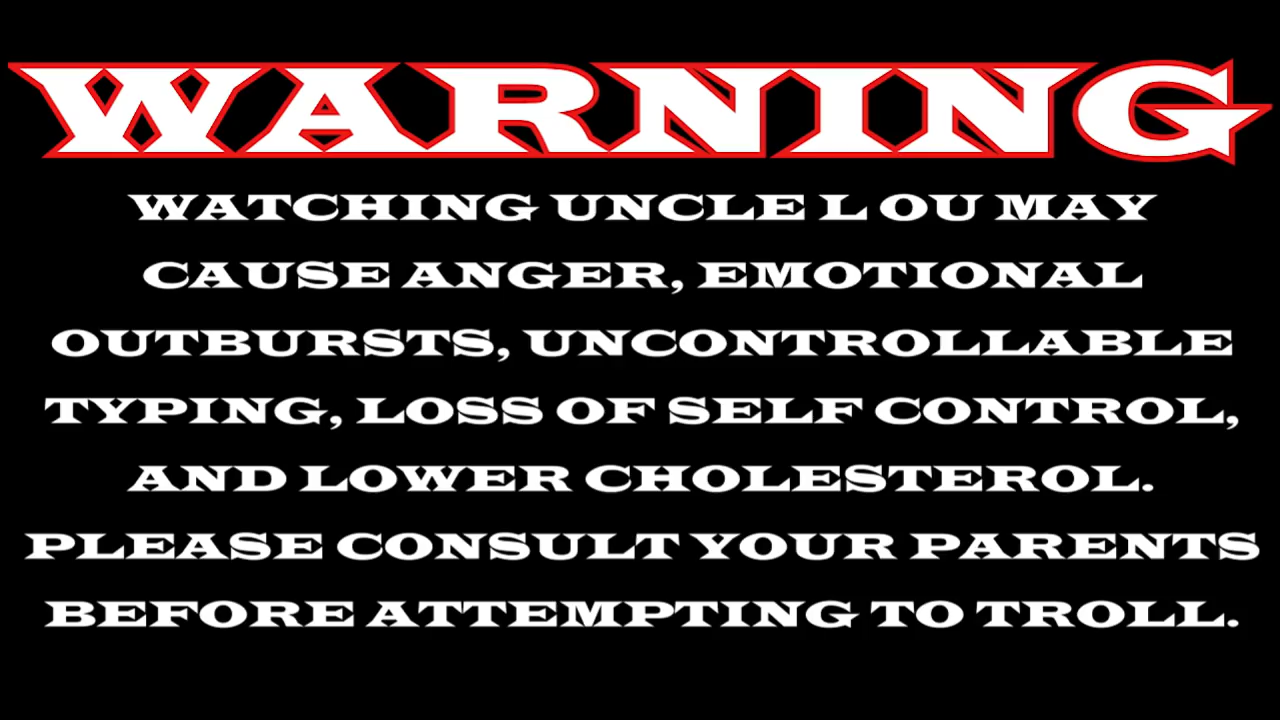 WARNING
WATCHING UNCLE L OU MAY
CAUSE ANGER, EMOTIONAL
OUTBURSTS, UNCONTROLLABLE
TYPING, LOSS OF SELF CONTROL,
AND LOWER CHOLESTEROL.
PLEASE CONSULT YOUR PARENTS
BEFORE ATTEMPTING TO TROLL.